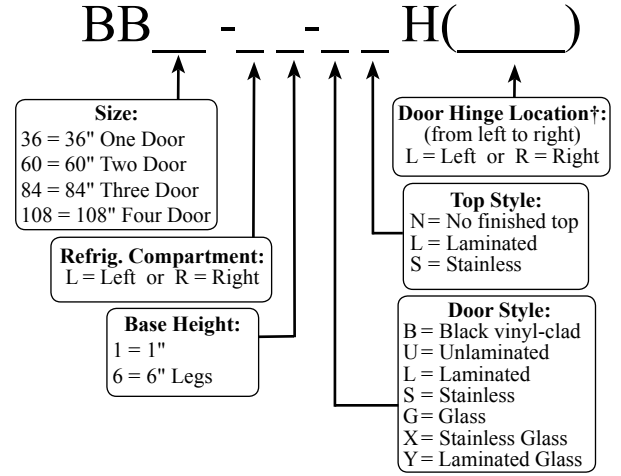 BB___ -_ _-_ _ H(_____)
Size:
36 = 36" One Door
60 = 60" Two Door
84 = 84" Three Door
108 = 108" Four Door
Refrig. Compartment:
L = Left or R = Right
Base Height:
1 = 1"
6 = 6" Legs
Door Hinge Location†:
(from left to right)
L = Left or R = Right
Top Style:
N = No finished top
L = Laminated
S = Stainless
Door Style:
B = Black vinyl-clad
U = Unlaminated
L = Laminated
S = Stainless
G = Glass
X = Stainless Glass
Y = Laminated Glass